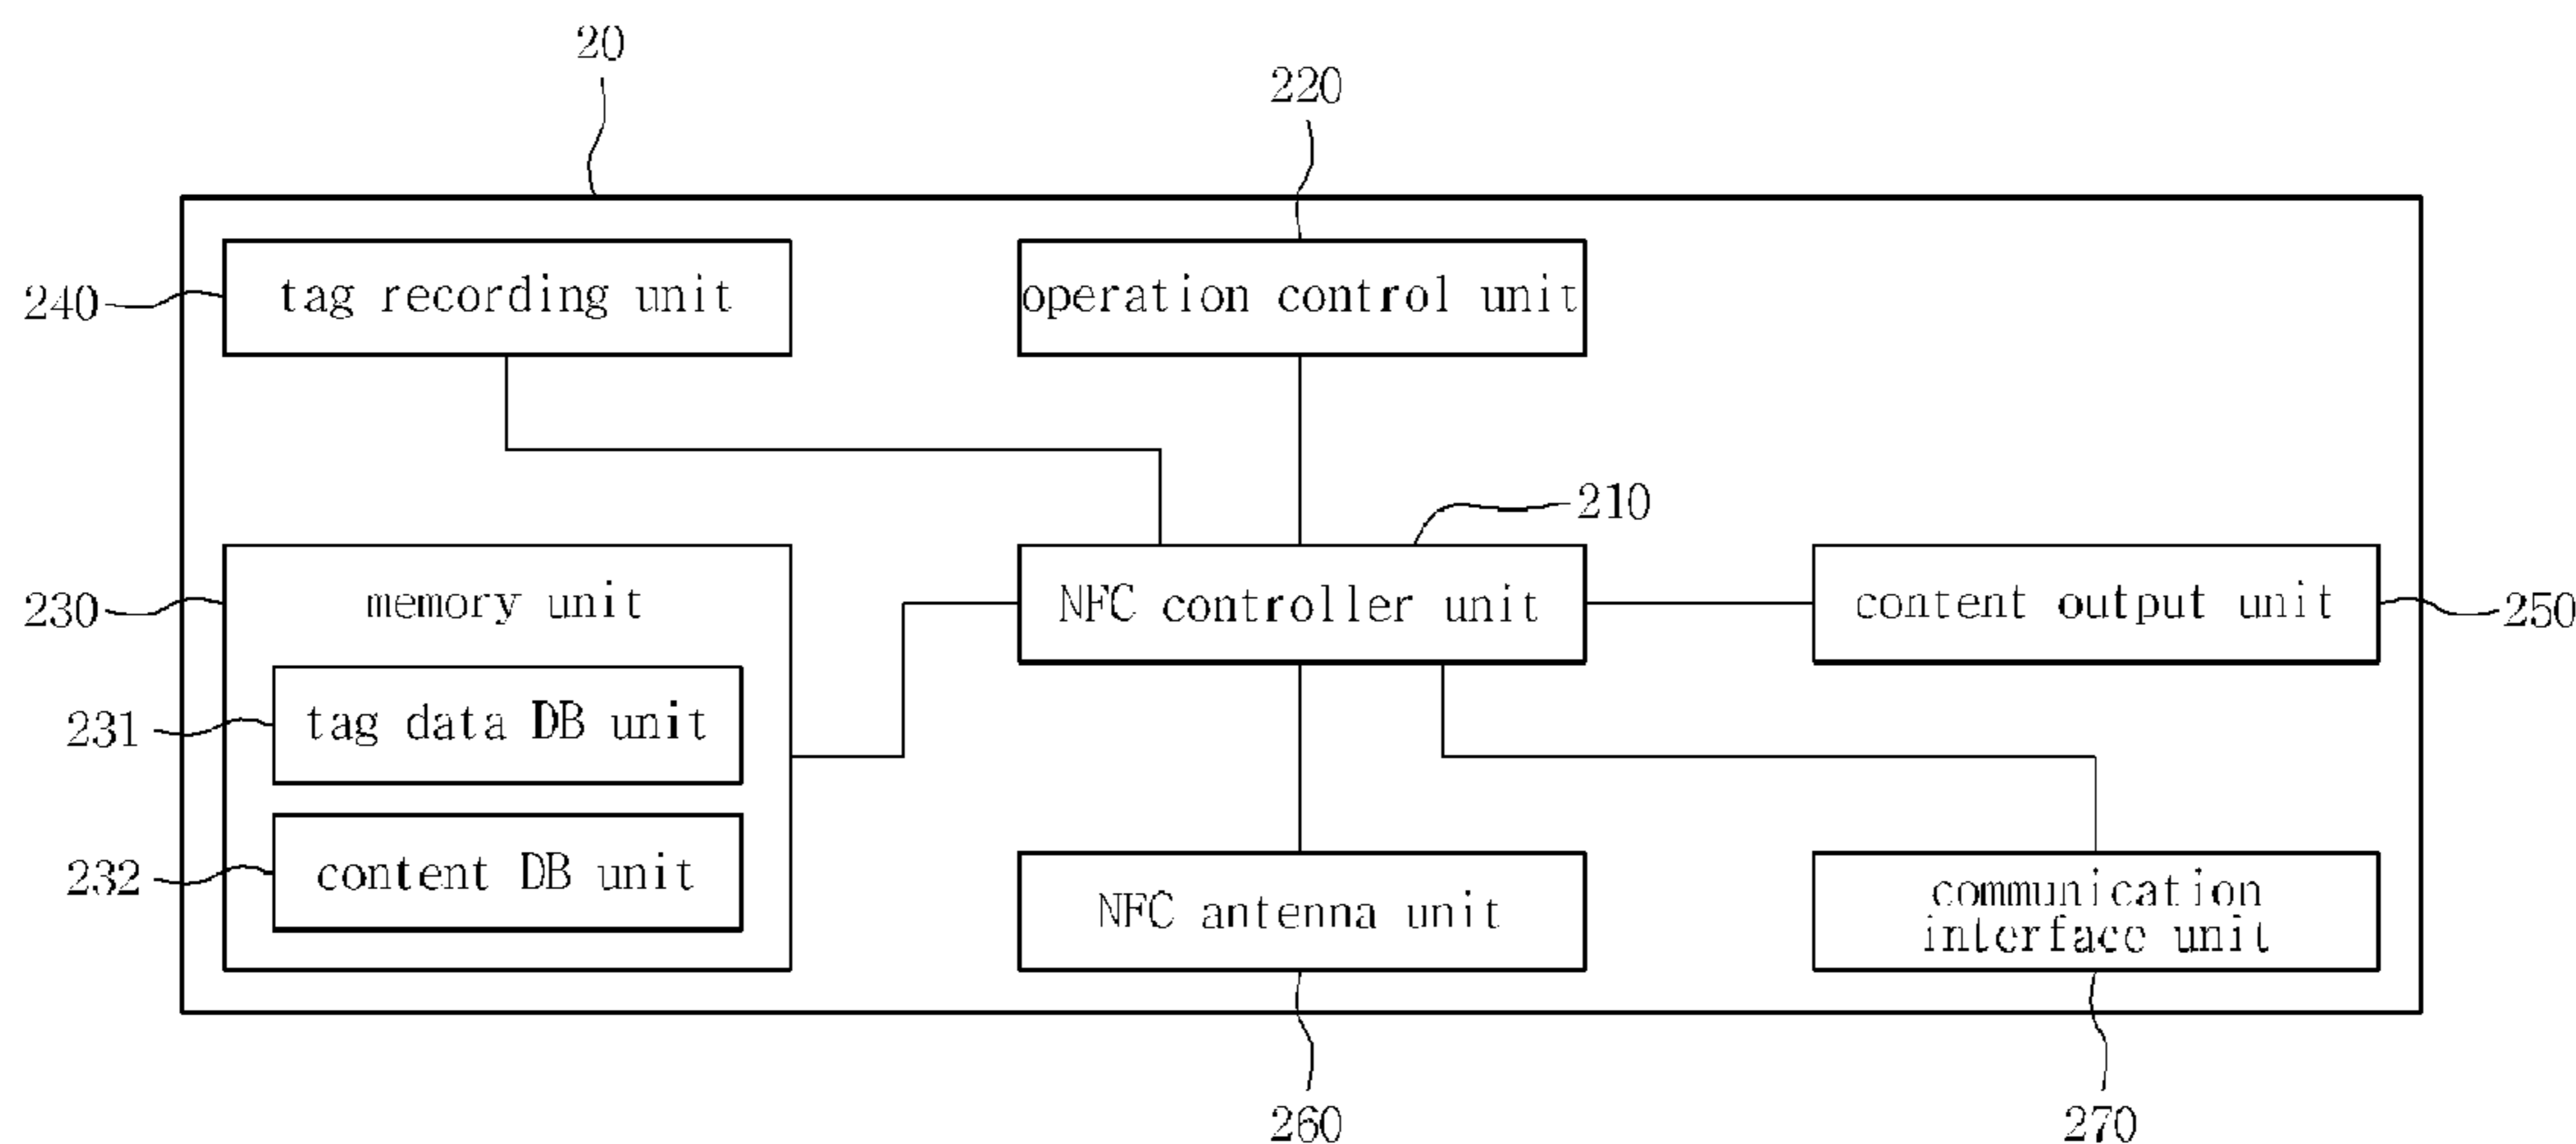 20
220
240
tag recording unit
operation control unit
210
230
memory unit
NFC controller unit
content output unit
250
231
tag data DB unit
232
content DB unit
NFC antenna unit
communication
interface unit
260
270